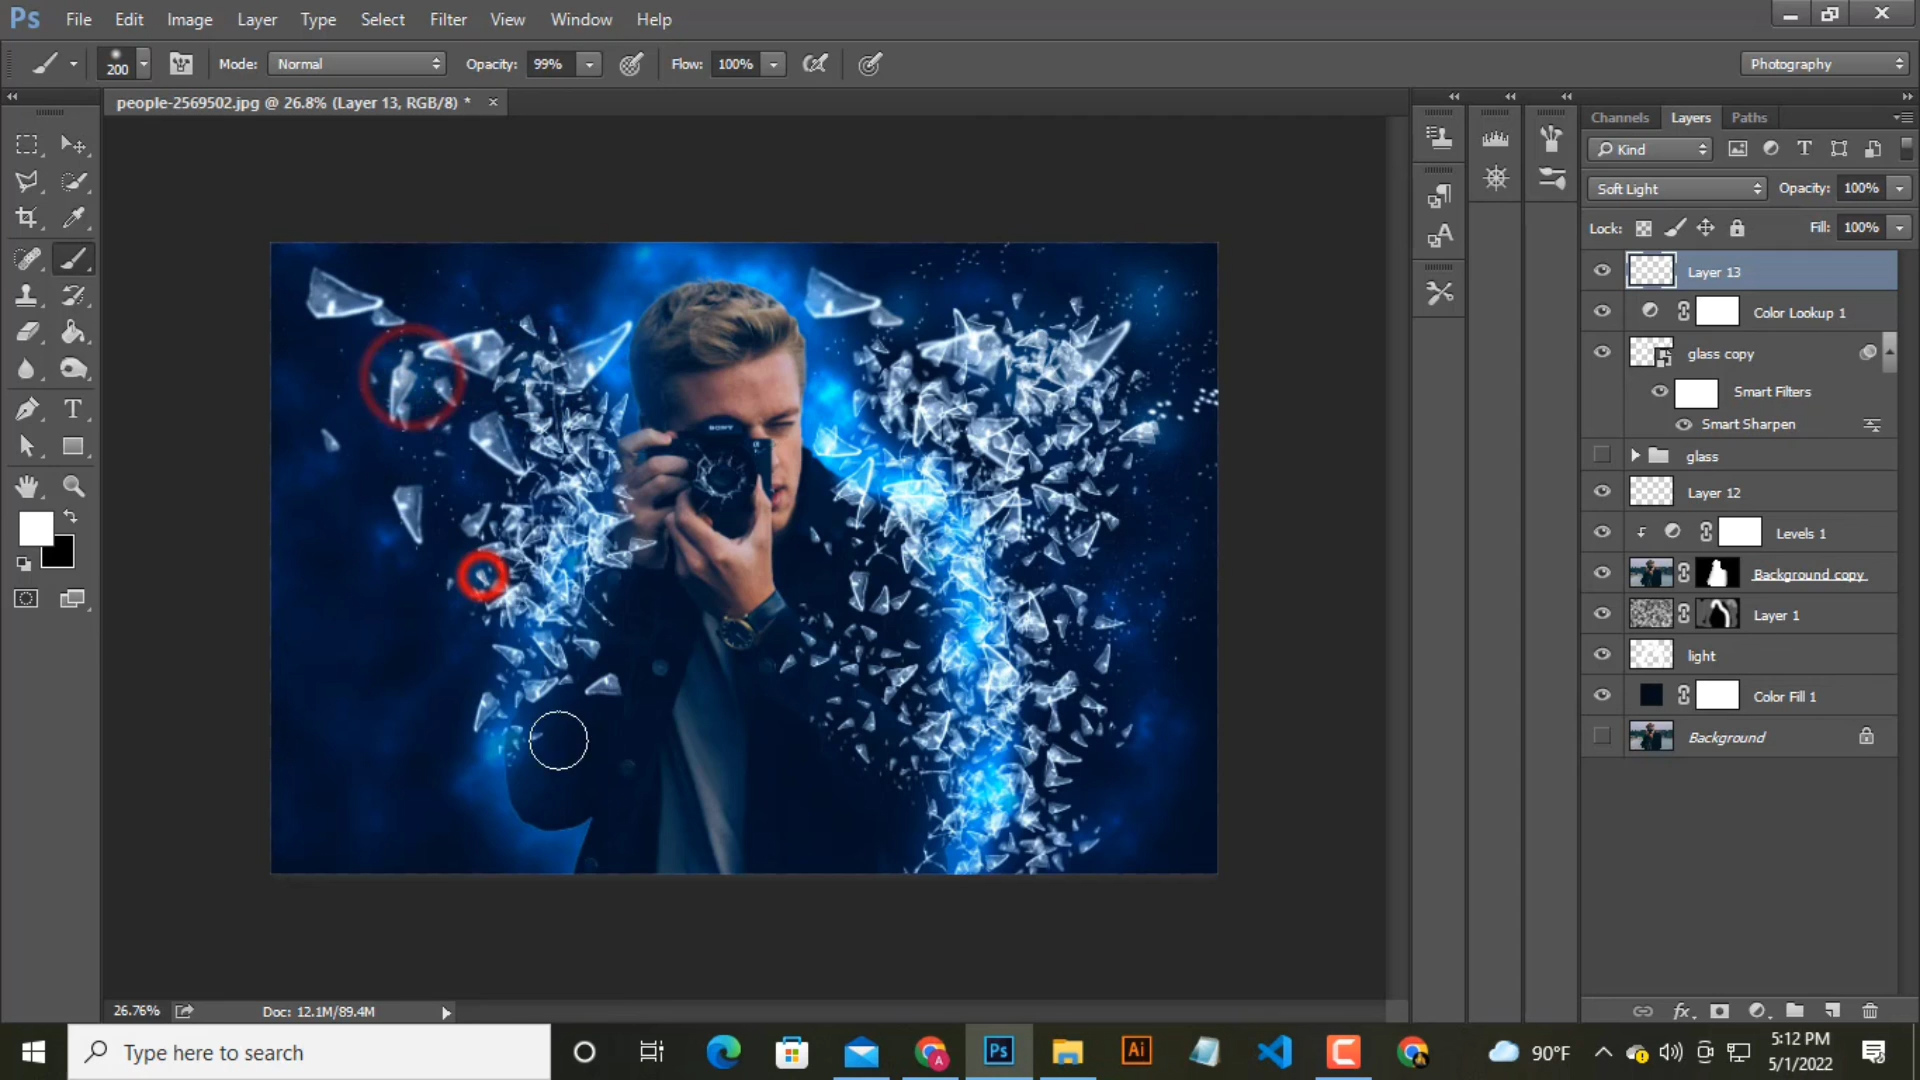 Ps File Edit Image Layer Type Select Filter View Window Help
200 Mode: Normal Opacity: 99% Flow: 100% Photography
people-2569502.jpg @ 26.8% (Layer 13, RGB/8) *
Channels Layers Paths
Kind
Soft Light Opacity: 100%
Lock: Fill: 100%
Layer 13
Color Lookup 1
glass copy
Smart Filters
Smart Sharpen
glass
Layer 12
Levels 1
Background copy
Layer 1
light
Color Fill 1
Background
SONY
26.76% Doc: 12.1M/89.4M
Type here to search
Ps Ai
90°F
5:12 PM
5/1/2022